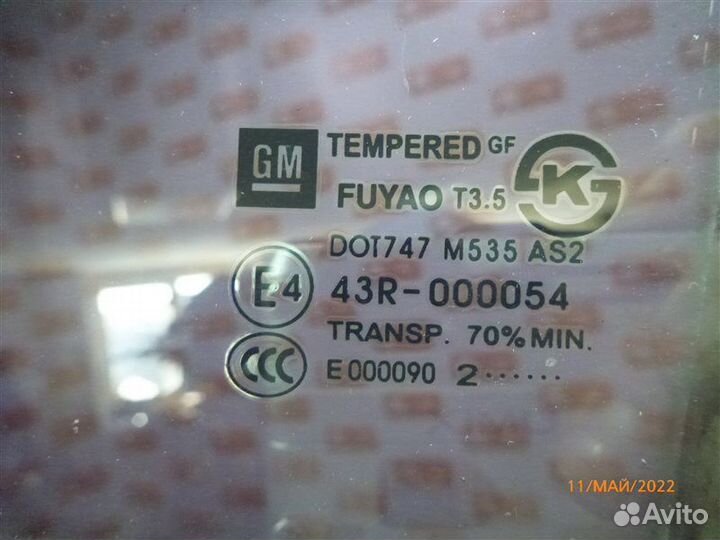 GM TEMPERED GF
FUYAO T3.5
KS
DOT747 M535 AS2
E4 43R-000054
TRANSP. 70% MIN.
CCC E000090 2······
11/МАЙ/2022
Avito